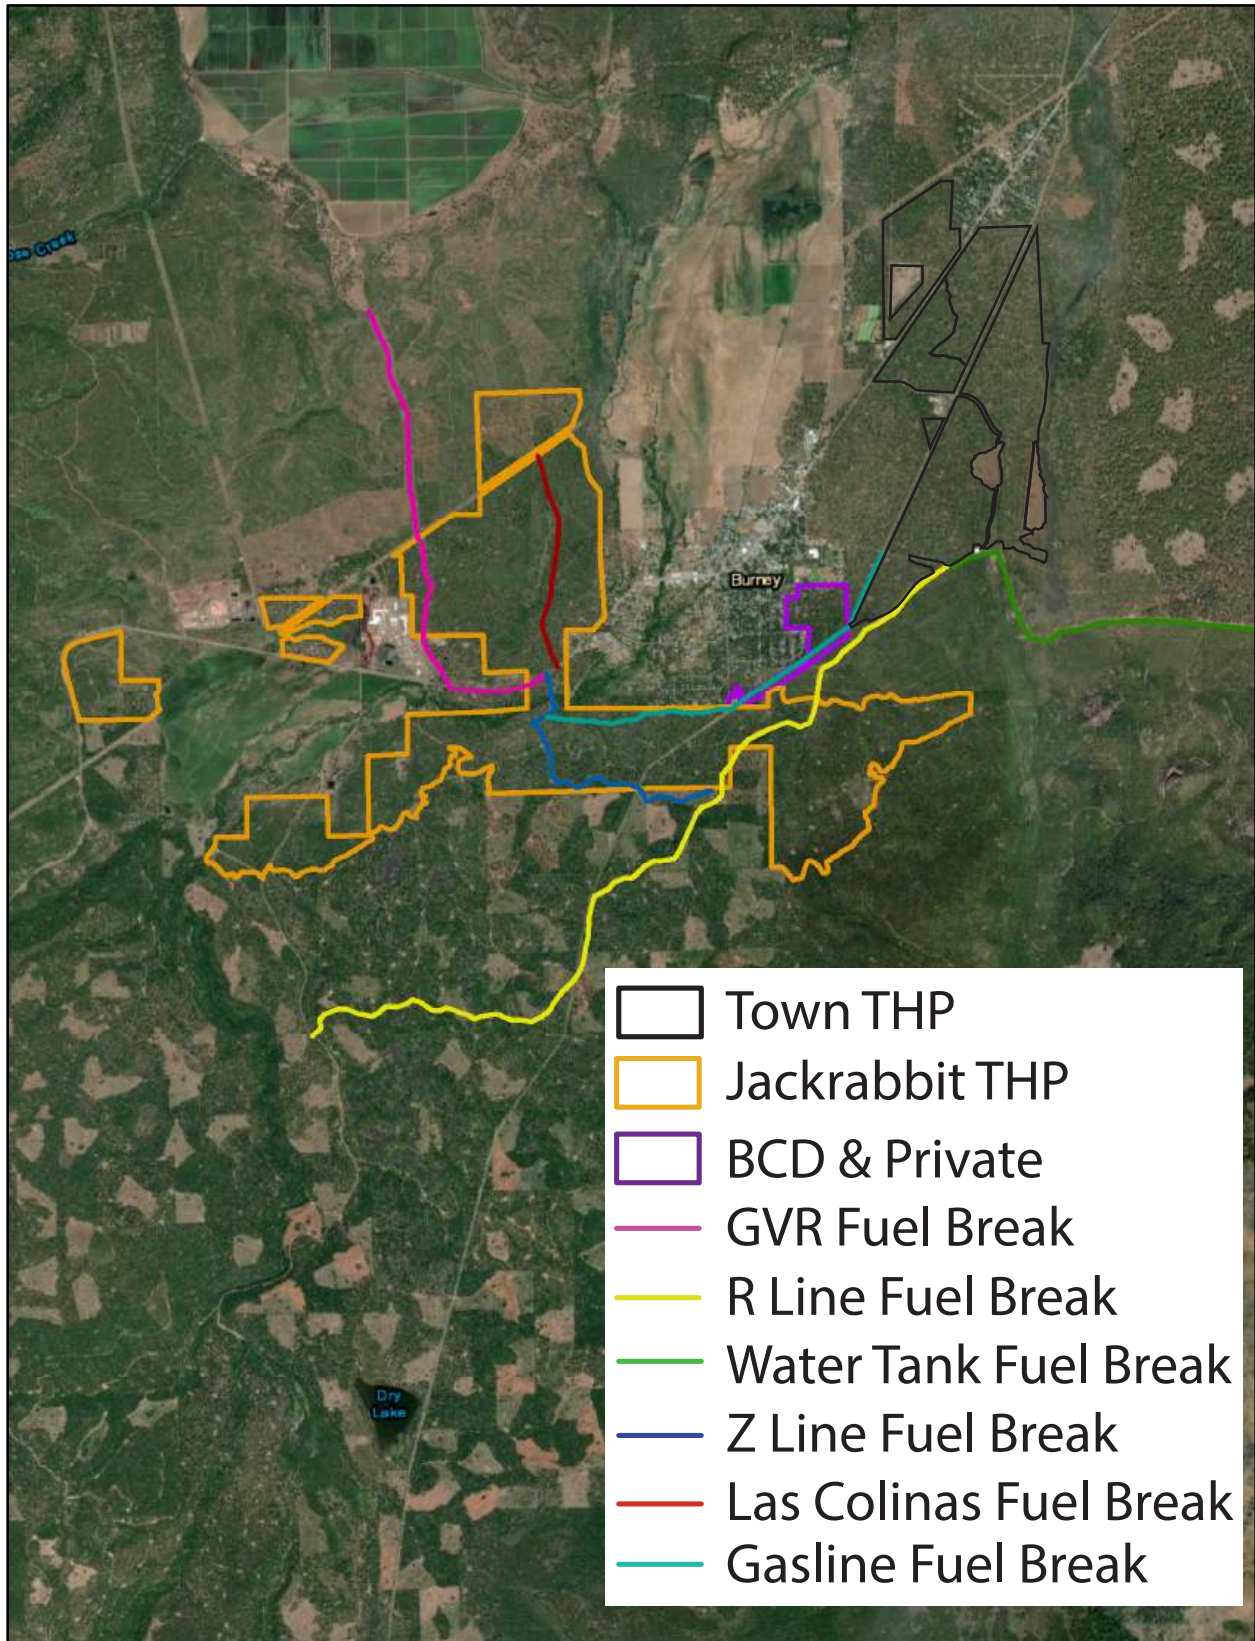 Creek
Burney
Dry
Lake
Town THP
Jackrabbit THP
BCD & Private
GVR Fuel Break
R Line Fuel Break
Water Tank Fuel Break
Z Line Fuel Break
Las Colinas Fuel Break
Gasline Fuel Break